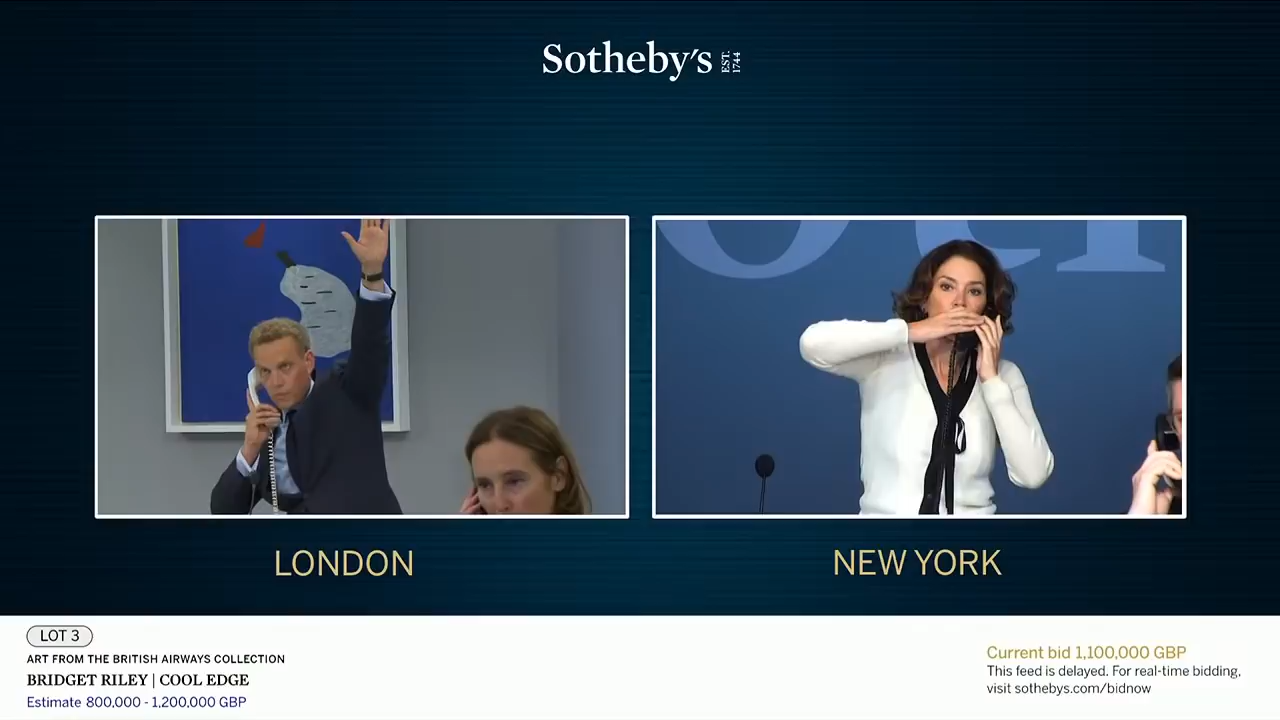 Sotheby's EST. 1744
LONDON
NEW YORK
LOT 3
ART FROM THE BRITISH AIRWAYS COLLECTION
BRIDGET RILEY | COOL EDGE
Estimate 800,000 - 1,200,000 GBP
Current bid 1,100,000 GBP
This feed is delayed. For real-time bidding,
visit sothebys.com/bidnow